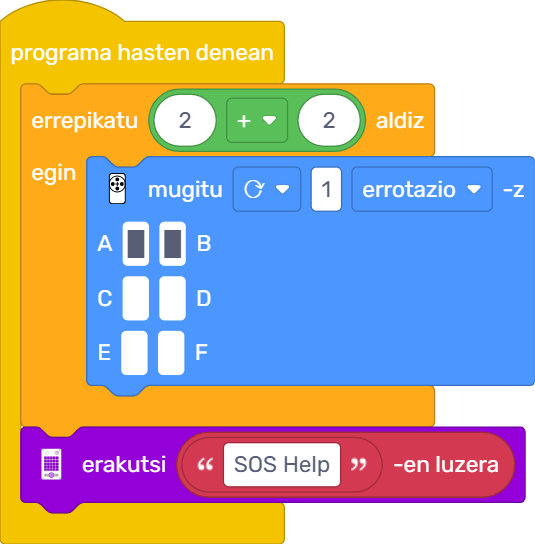 programa hasten denean
errepikatu 2 + 2 aldiz
egin
mugitu 1 errotazio -z
A B
C D
E F
erakutsi “ SOS Help ” -en luzera